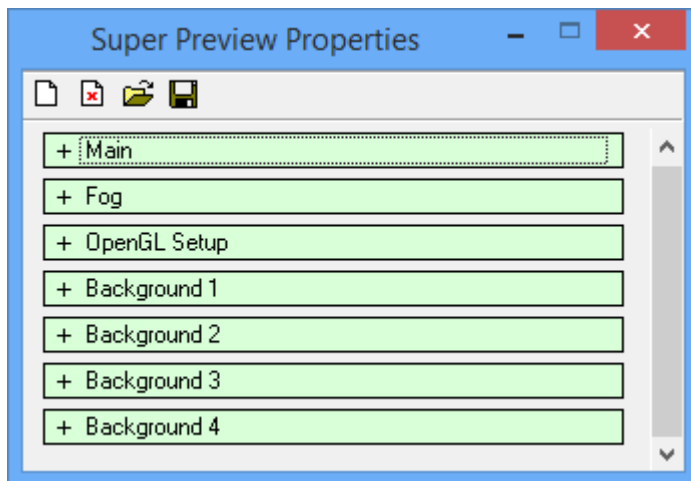 Super Preview Properties
+ Main
+ Fog
+ OpenGL Setup
+ Background 1
+ Background 2
+ Background 3
+ Background 4